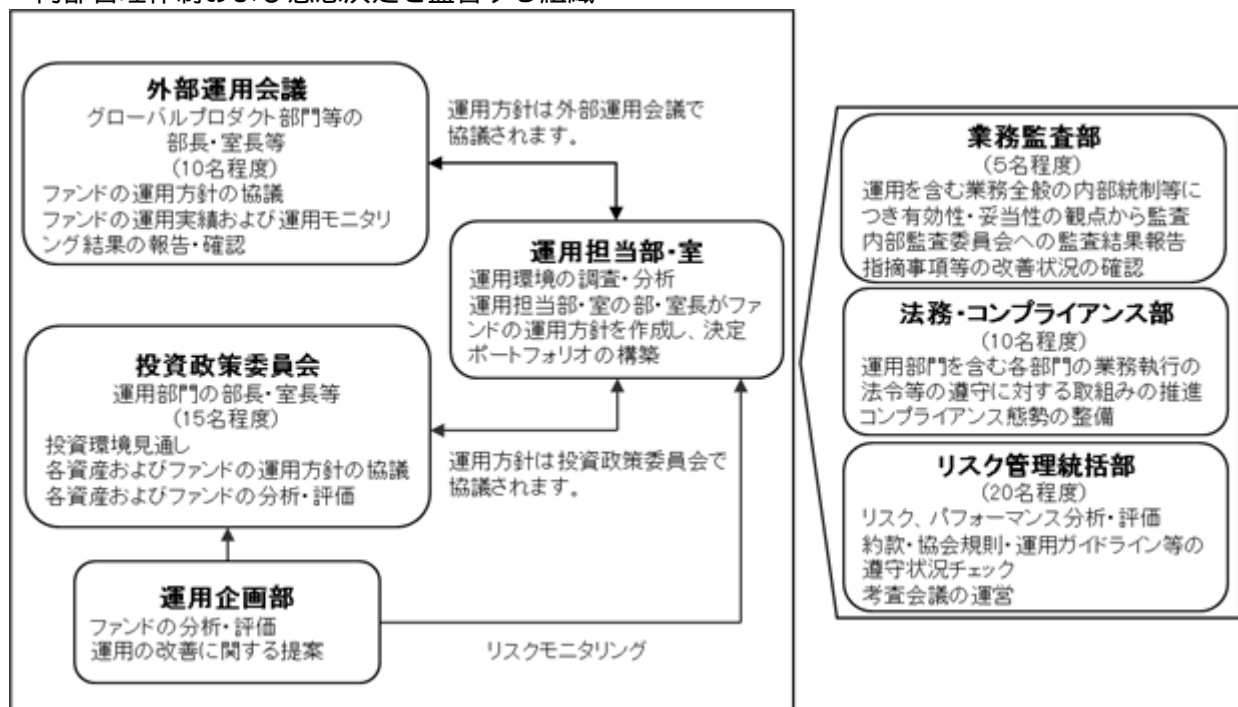 内部管理体制および意思決定を監督する組織
外部運用会議
グローバルプロダクト部門等の
部長・室長等
(10名程度)
ファンドの運用方針の協議
ファンドの運用実績および運用モニタリ
ング結果の報告・確認
運用方針は外部運用会議で
協議されます。
運用担当部・室
運用環境の調査・分析
運用担当部・室の部・室長がファ
ンドの運用方針を作成し、決定
ポートフォリオの構築
投資政策委員会
運用部門の部長・室長等
(15名程度)
投資環境見通し
各資産およびファンドの運用方針の協議
各資産およびファンドの分析・評価
運用方針は投資政策委員会で
協議されます。
運用企画部
ファンドの分析・評価
運用の改善に関する提案
リスクモニタリング
業務監査部
(5名程度)
運用を含む業務全般の内部統制等に
つき有効性・妥当性の観点から監査
内部監査委員会への監査結果報告
指摘事項等の改善状況の確認
法務・コンプライアンス部
(10名程度)
運用部門を含む各部門の業務執行の
法令等の遵守に対する取組みの推進
コンプライアンス態勢の整備
リスク管理統括部
(20名程度)
リスク、パフォーマンス分析・評価
約款・協会規則・運用ガイドライン等の
遵守状況チェック
考査会議の運営